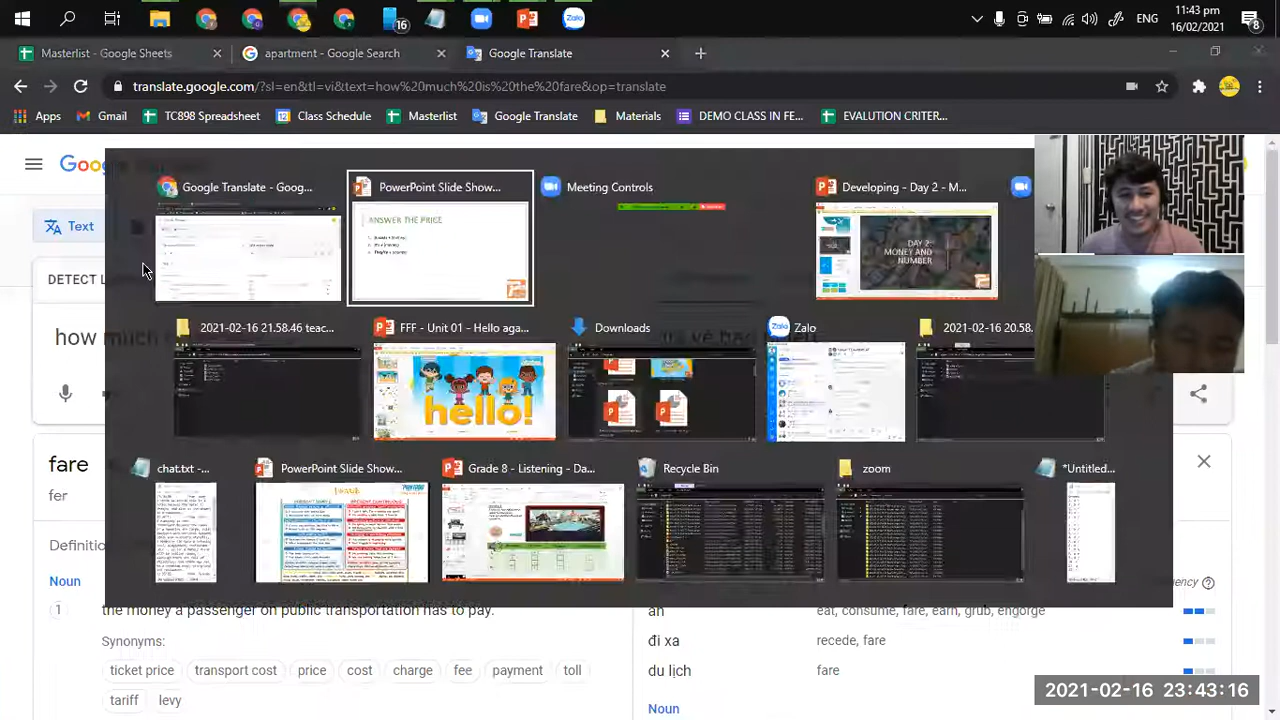 16
ENG
11:43 pm
16/02/2021
8
Masterlist - Google Sheets
apartment - Google Search
Google Translate
translate.google.com/?sl=en&tl=vi&text=how%20much%20is%20the%20fare&op=translate
Apps
Gmail
TC898 Spreadsheet
Class Schedule
Masterlist
Google Translate
Materials
DEMO CLASS IN FE...
EVALUTION CRITER...
Goog
Text
DETECT L
how much
fare
fer
Google Translate - Goog...
PowerPoint Slide Show...
Meeting Controls
Developing - Day 2 - M...
ANSWER THE PRICE
DAY 2:
MONEY AND
NUMBER
2021-02-16 21.58.46 teac...
FFF - Unit 01 - Hello aga...
Downloads
Zalo
2021-02-16 20.58.
hello!
chat.txt -...
PowerPoint Slide Show...
Grade 8 - Listening - Da...
Recycle Bin
zoom
*Untitled...
Noun
1
the money a passenger on public transportation has to pay.
Synonyms:
ticket price
transport cost
price
cost
charge
fee
payment
toll
tariff
levy
ăn
eat, consume, fare, earn, grub, engorge
đi xa
recede, fare
du lịch
fare
Noun
2021-02-16 23:43:16